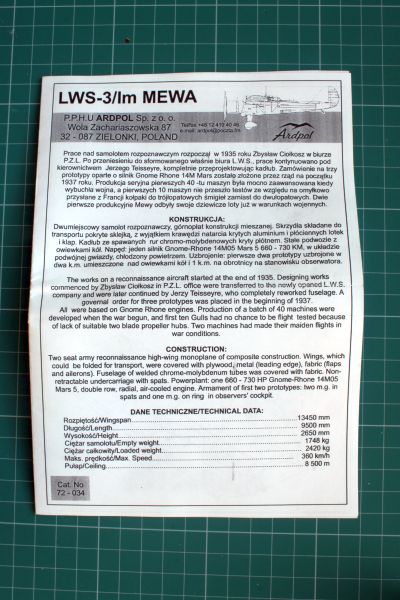 LWS-3/Im MEWA
P.P.H.U ARDPOL Sp. z o. o.
Wola Zachariaszowska 87
32 - 087 ZIELONKI, POLAND
Tel/fax +48 12 419 40 46
e-mail: ardpol@poczta.fm
Ardpol
Prace nad samolotem rozpoznawczym rozpoczął w 1935 roku Zbysław Ciołkosz w biurze
P.Z.L. Po przeniesieniu do sformowanego właśnie biura L.W.S., prace kontynuowano pod
kierownictwem Jerzego Teisseyre, kompletnie przeprojektowując kadłub. Zamówienie na trzy
prototypy oparte o silnik Gnome Rhone 14M Mars zostało złożone przez rząd na początku
1937 roku. Produkcja seryjna pierwszych 40 -tu maszyn była mocno zaawansowana kiedy
wybuchła wojna, a pierwszych 10 maszyn nie przeszło testów ze względu na omyłkowo
przysłane z Francji kołpaki do trójłopatowych śmigieł zamiast do dwułopatowych. Dwie
pierwsze produkcyjne Mewy odbyły swoje dziewicze loty już w warunkach wojennych.
KONSTRUKCJA:
Dwumiejscowy samolot rozpoznawczy, górnopłat konstrukcji mieszanej. Skrzydła składane do
transportu pokryte sklejką, z wyjątkiem krawędzi natarcia krytych aluminium i płóciennych lotek
i klap. Kadłub ze spawanych rur chromo-molybdenowych kryty płótnem. Stałe podwozie z
owiewkami kół. Napęd: jeden silnik Gnome-Rhone 14M05 Mars 5 660 - 730 KM, w układzie
podwójnej gwiazdy, chłodzony powietrzem. Uzbrojenie: pierwsze dwa prototypy uzbrojone w
dwa k.m. umieszczone nad owiewkami kół i 1 k.m. na obrotnicy na stanowisku obserwatora.
The works on a reconnaissance aircraft started at the end of 1935. Designing works
commenced by Zbysław Ciołkosz in P.Z.L. office were transferred to the newly opened L.W.S.
company and were later continued by Jerzy Teisseyre, who completely reworked fuselage. A
governal order for three prototypes was placed in the beginning of 1937.
All were based on Gnome Rhone engines. Production of a batch of 40 machines were
developed when the war begun, and first ten Gulls had no chance to be flight tested because
of lack of suitable two blade propeller hubs. Two machines had made their maiden flights in
war conditions.
CONSTRUCTION:
Two seat army reconnaissance high-wing monoplane of composite construction. Wings, which
could be folded for transport, were covered with plywood, metal (leading edge), fabric (flaps
and ailerons). Fuselage of welded chrome-molybdenum tubes was covered with fabric. Non-
retractable undercarriage with spats. Powerplant: one 660 - 730 HP Gnome-Rhone 14M05
Mars 5, double row, radial, air-cooled engine. Armament of first two prototypes: two m.g. in
spats and one m.g. on ring in observers' cockpit.
DANE TECHNICZNE/TECHNICAL DATA:
Rozpiętość/Wingspan 13450 mm
Długość/Length 9500 mm
Wysokość/Height 2650 mm
Ciężar samolotu/Empty weight 1748 kg
Ciężar całkowity/Loaded weight 2420 kg
Maks. prędkość/Max. Speed 360 km/h
Pułap/Ceiling 8 500 m
Cat. No
72 - 034